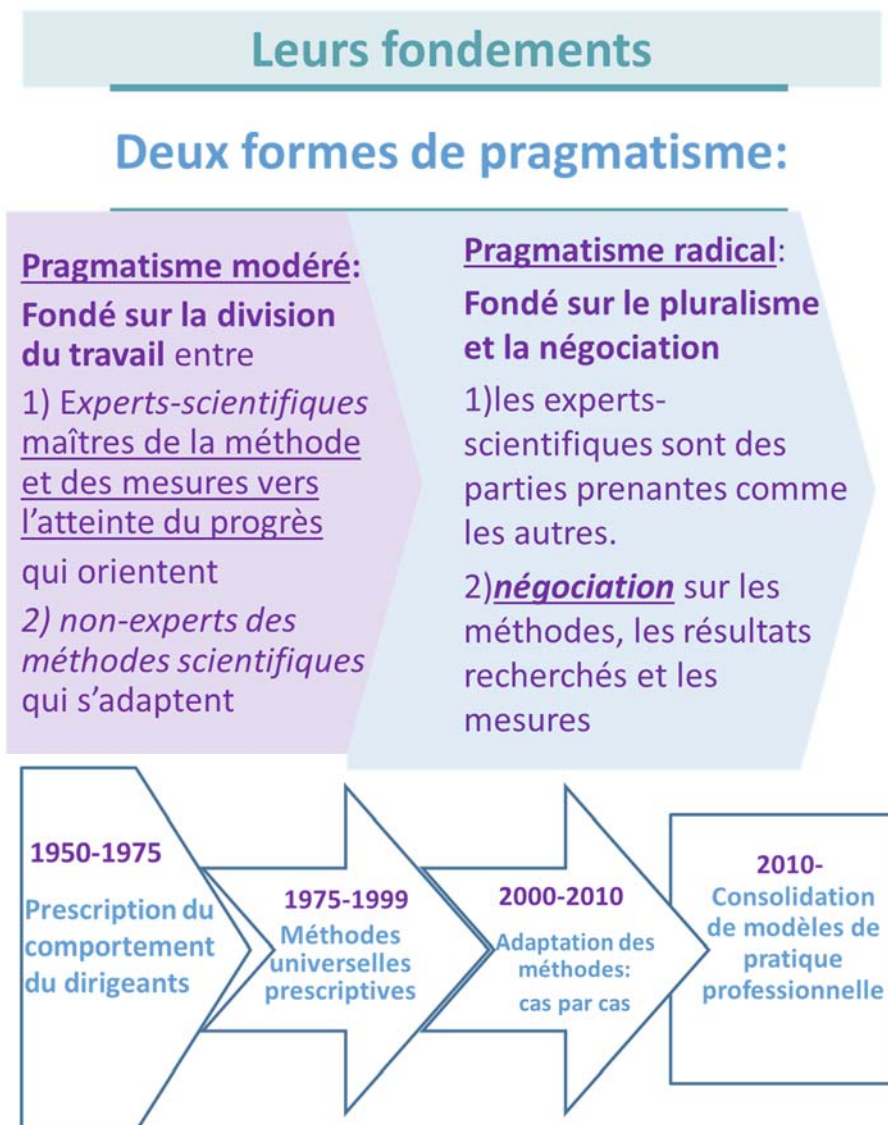 Leurs fondements
Deux formes de pragmatisme:
Pragmatisme modéré:
Fondé sur la division
du travail entre
1) Experts-scientifiques
maîtres de la méthode
et des mesures vers
l'atteinte du progrès
qui orientent
2) non-experts des
méthodes scientifiques
qui s'adaptent
Pragmatisme radical:
Fondé sur le pluralisme
et la négociation
1)les experts-
scientifiques sont des
parties prenantes comme
les autres.
2)négociation sur les
méthodes, les résultats
recherchés et les
mesures
1950-1975
Prescription du
comportement
du dirigeants
1975-1999
Méthodes
universelles
prescriptives
2000-2010
Adaptation des
méthodes:
cas par cas
2010-
Consolidation
de modèles de
pratique
professionnelle